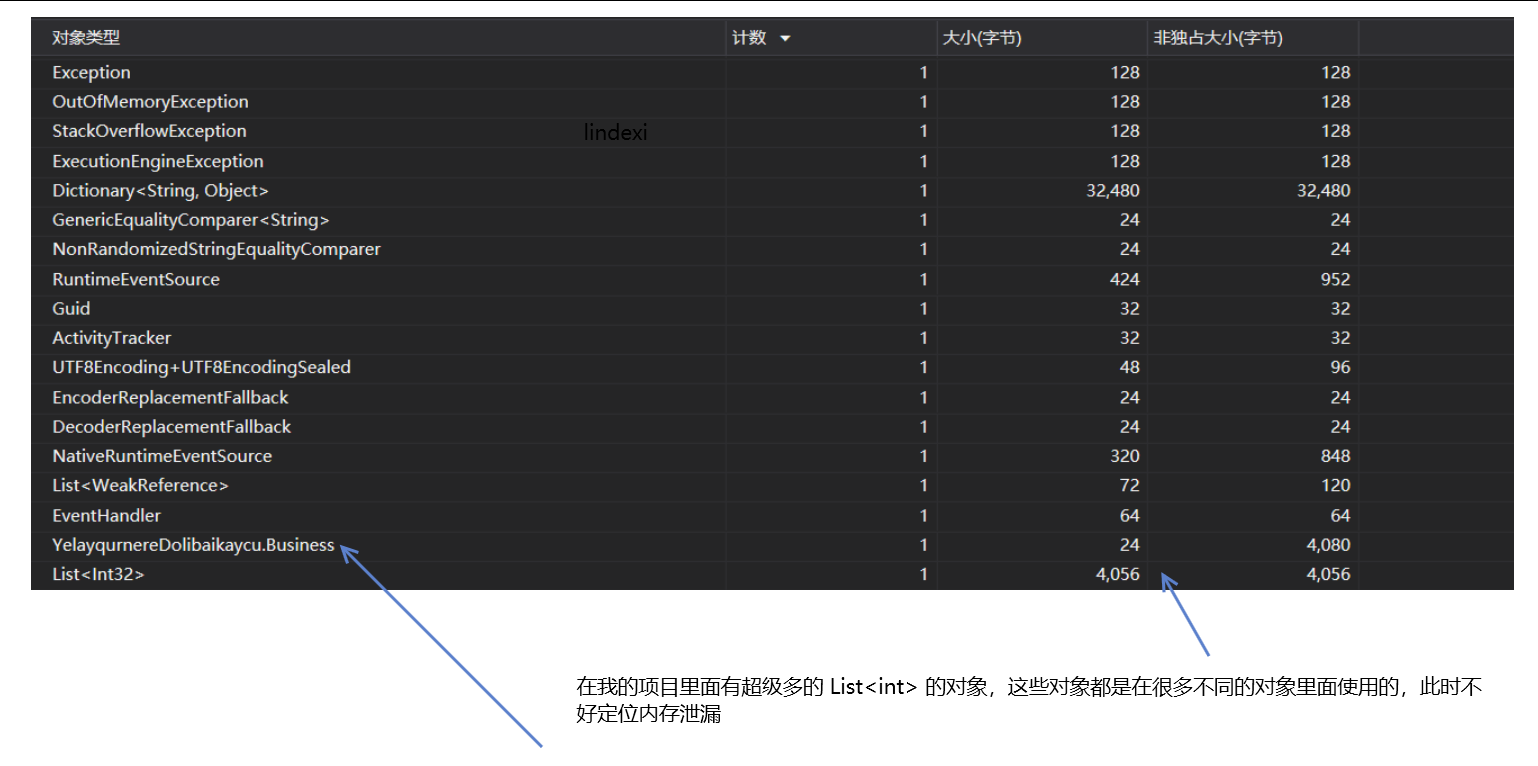 对象类型 计数 大小(字节) 非独占大小(字节)
Exception 1 128 128
OutOfMemoryException 1 128 128
StackOverflowException lindexi 1 128 128
ExecutionEngineException 1 128 128
Dictionary<String, Object> 1 32,480 32,480
GenericEqualityComparer<String> 1 24 24
NonRandomizedStringEqualityComparer 1 24 24
RuntimeEventSource 1 424 952
Guid 1 32 32
ActivityTracker 1 32 32
UTF8Encoding+UTF8EncodingSealed 1 48 96
EncoderReplacementFallback 1 24 24
DecoderReplacementFallback 1 24 24
NativeRuntimeEventSource 1 320 848
List<WeakReference> 1 72 120
EventHandler 1 64 64
YelayqurnereDolibaikaycu.Business 1 24 4,080
List<Int32> 1 4,056 4,056
在我的项目里面有超级多的 List<int> 的对象，这些对象都是在很多不同的对象里面使用的，此时不
好定位内存泄漏